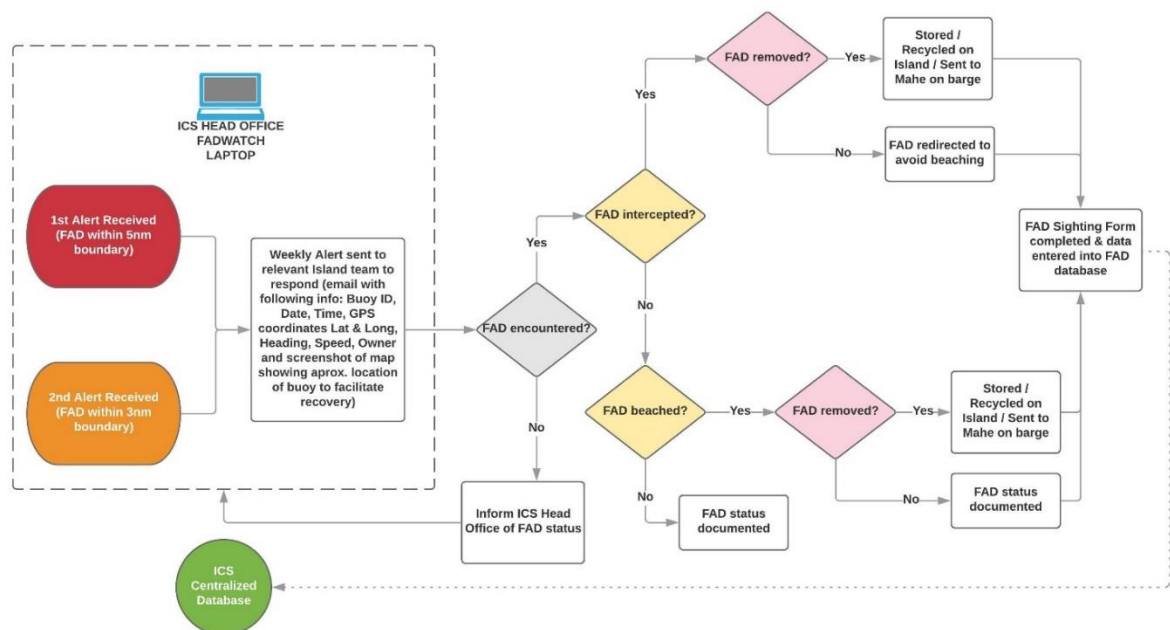 ICS HEAD OFFICE
FADWATCH
LAPTOP
1st Alert Received
(FAD within 5nm
boundary)
2nd Alert Received
(FAD within 3nm
boundary)
Weekly Alert sent to
relevant Island team to
respond (email with
following info: Buoy ID,
Date, Time, GPS
coordinates Lat & Long,
Heading, Speed, Owner
and screenshot of map
showing aprox. location
of buoy to facilitate
recovery)
FAD encountered?
Yes
No
Inform ICS Head
Office of FAD status
ICS
Centralized
Database
FAD intercepted?
Yes
No
FAD removed?
Yes
Stored /
Recycled on
Island / Sent to
Mahe on barge
No
FAD redirected to
avoid beaching
FAD beached?
Yes
No
FAD status
documented
FAD removed?
Yes
Stored /
Recycled on
Island / Sent to
Mahe on barge
No
FAD status
documented
FAD Sighting Form
completed & data
entered into FAD
database